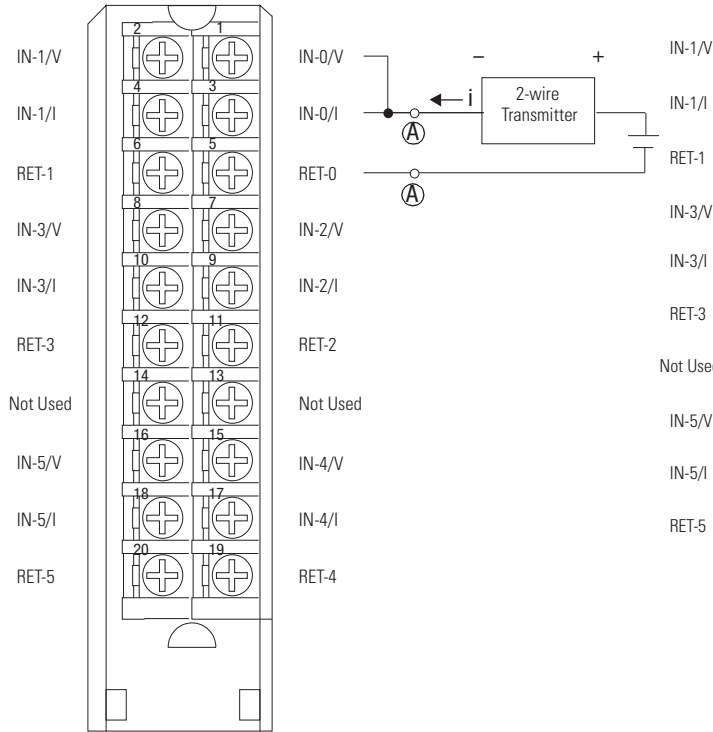 2 1
IN-1/V
IN-0/V
4 3
IN-1/I
IN-0/I
6 5
RET-1
RET-0
8 7
IN-3/V
IN-2/V
10 9
IN-3/I
IN-2/I
12 11
RET-3
RET-2
14 13
Not Used
Not Used
16 15
IN-5/V
IN-4/V
18 17
IN-5/I
IN-4/I
20 19
RET-5
RET-4
– +
i
2-wire
Transmitter
A
A
IN-1/V
IN-1/I
RET-1
IN-3/V
IN-3/I
RET-3
Not Used
IN-5/V
IN-5/I
RET-5